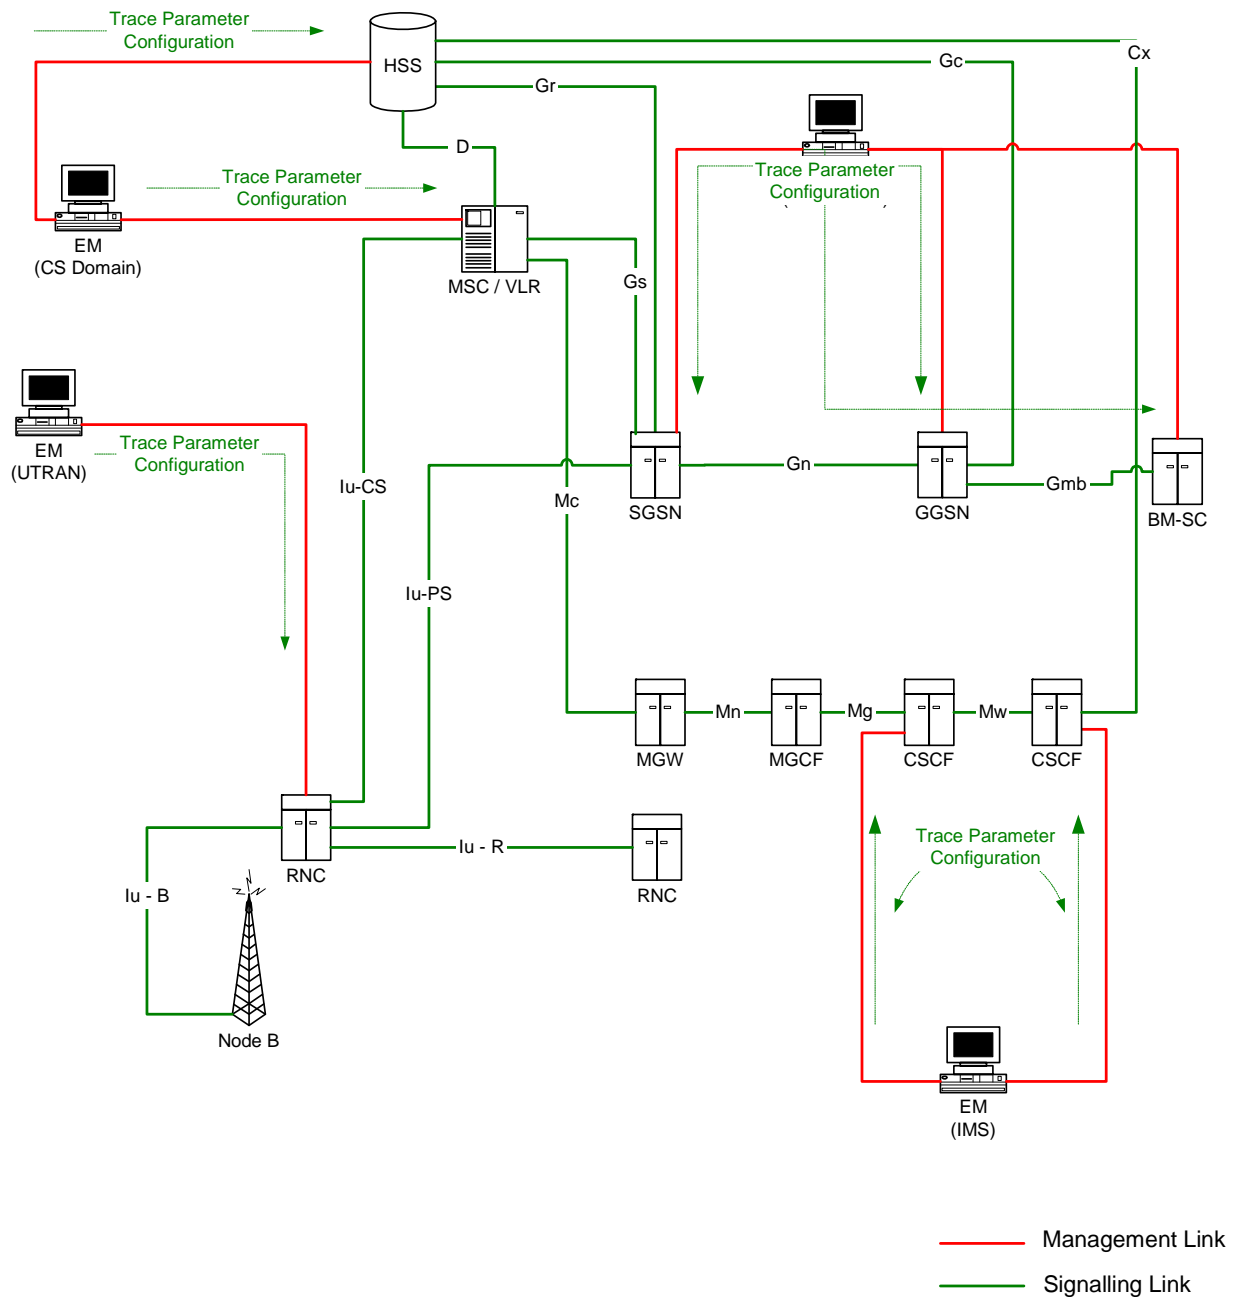 Trace Parameter
Configuration
HSS
Cx
Gc
Gr
D
Trace Parameter
Configuration
Trace Parameter
Configuration
EM
(CS Domain)
MSC / VLR
Gs
EM
(UTRAN)
Trace Parameter
Configuration
Iu-CS
Mc
SGSN
Gn
GGSN
Gmb
BM-SC
Iu-PS
Mn
Mg
Mw
MGW
MGCF
CSCF
CSCF
Iu - R
RNC
RNC
Trace Parameter
Configuration
Iu - B
Node B
EM
(IMS)
Management Link
Signalling Link